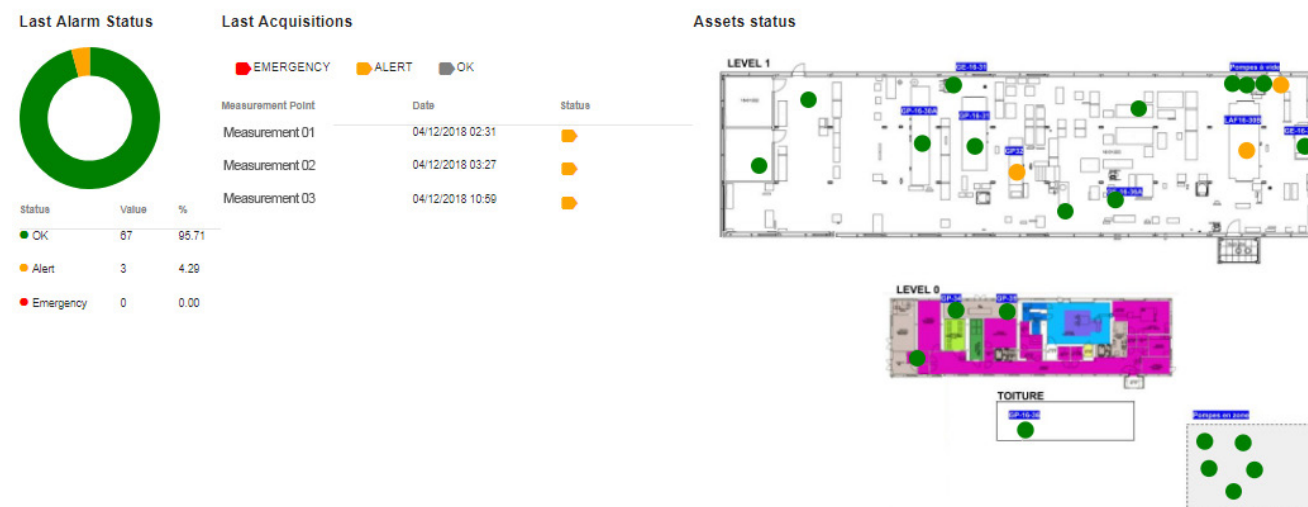 Last Alarm Status
Last Acquisitions
Assets status
EMERGENCY
ALERT
OK
Measurement Point
Date
Status
Measurement 01
04/12/2018 02:31
Measurement 02
04/12/2018 03:27
Measurement 03
04/12/2018 10:59
Status
Value
%
OK
67
95.71
Alert
3
4.29
Emergency
0
0.00
LEVEL 1
GE-16-31
Pompes à vide
GP-16-30A
GP-16-31
LAF16-30B
GP32
LEVEL 0
TOITURE
GP-16-36
Pompes en zone